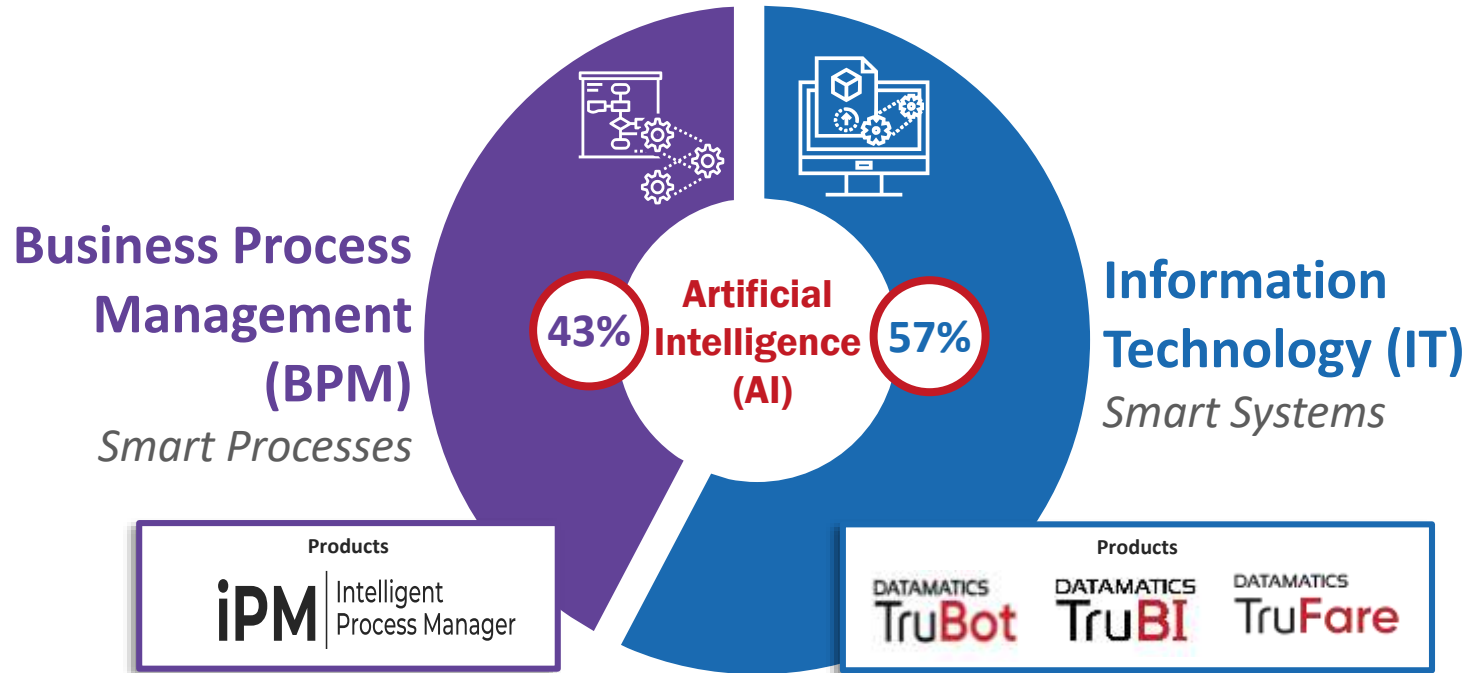 Business Process
Management
(BPM)
Smart Processes
43%
Artificial
Intelligence
(AI)
57%
Information
Technology (IT)
Smart Systems
Products
iPM
Intelligent
Process Manager
Products
DATAMATICS
TruBot
DATAMATICS
TruBI
DATAMATICS
TruFare